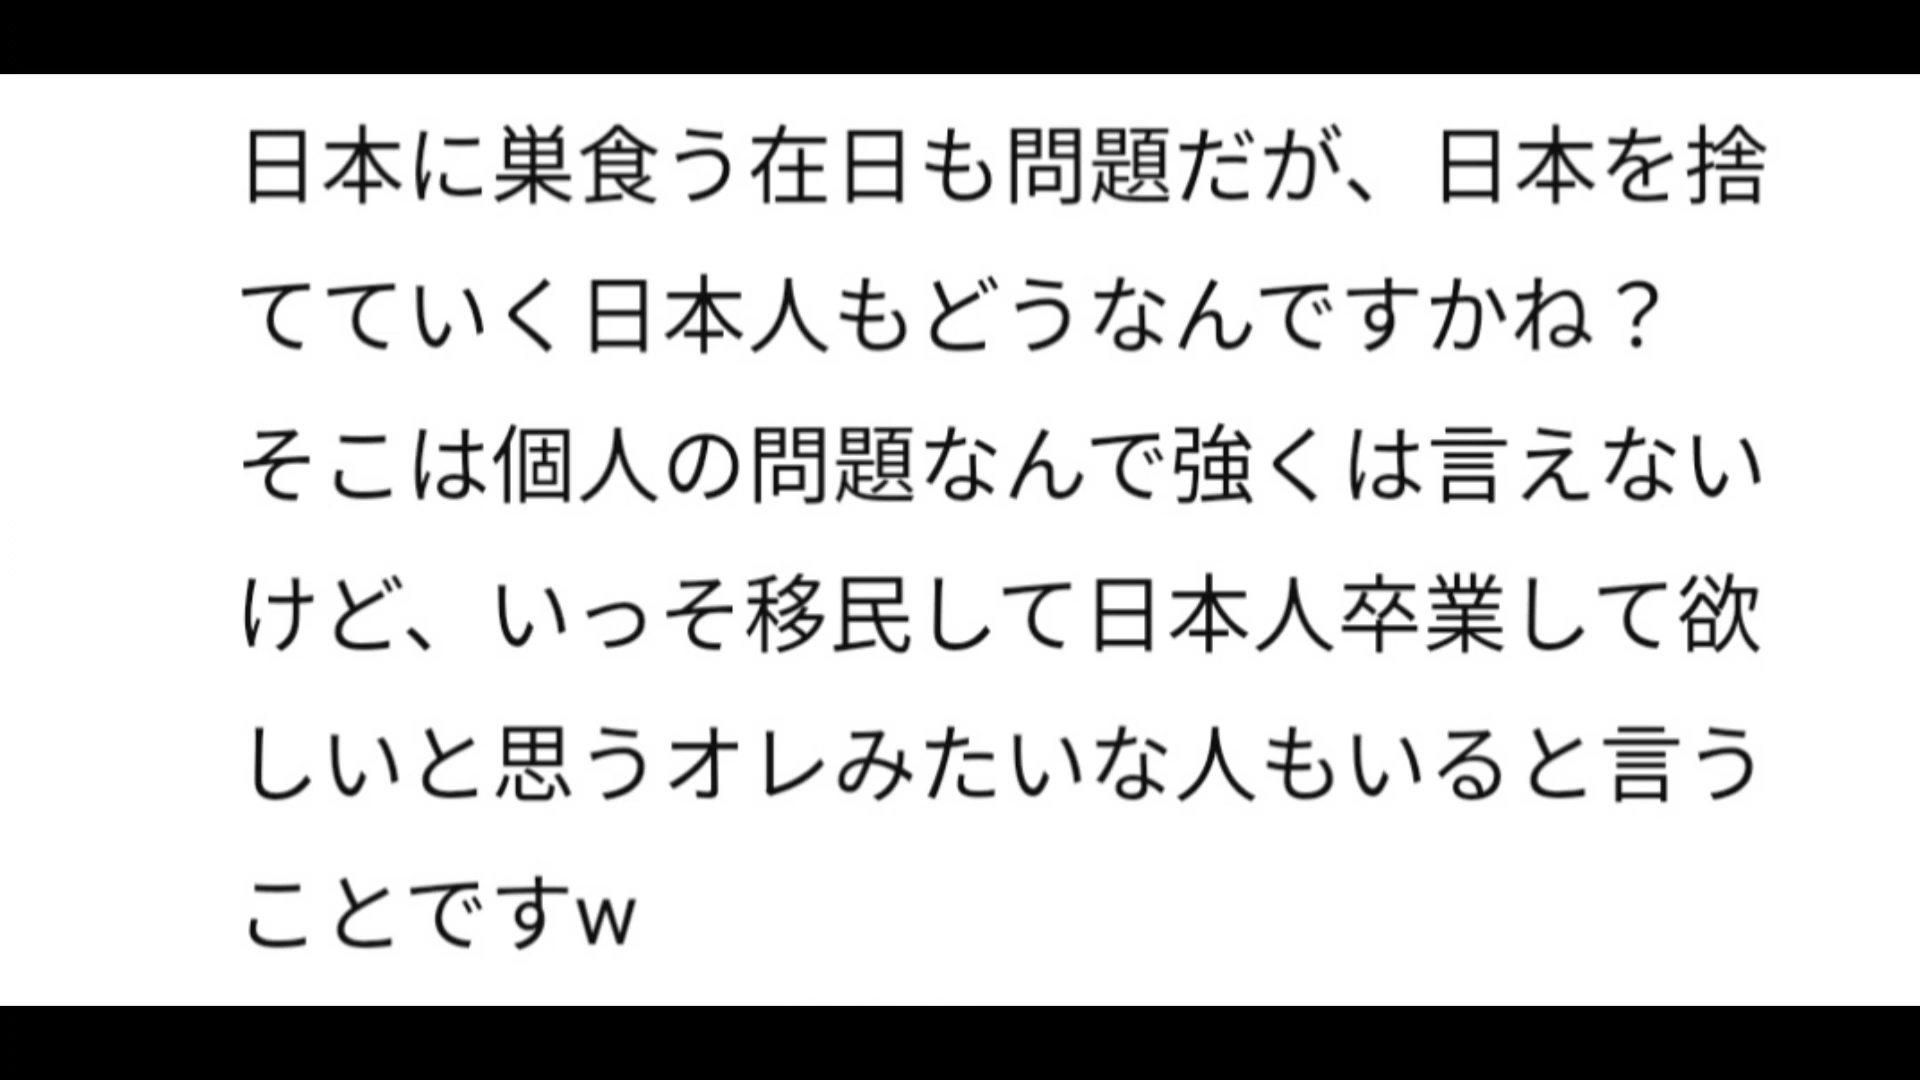 日本に巣食う在日も問題だが、日本を捨
てていく日本人もどうなんですかね？
そこは個人の問題なんで強くは言えない
けど、いっそ移民して日本人卒業して欲
しいと思うオレみたいな人もいると言う
ことですw